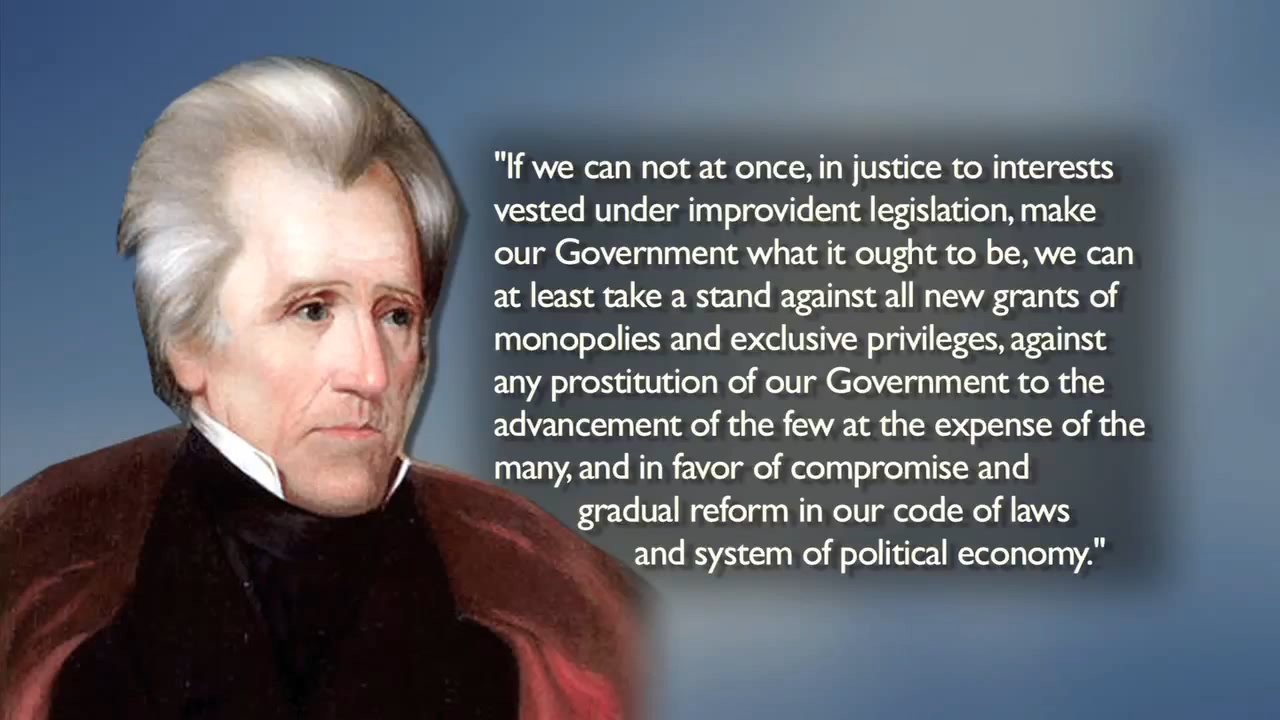 "If we can not at once, in justice to interests
vested under improvident legislation, make
our Government what it ought to be, we can
at least take a stand against all new grants of
monopolies and exclusive privileges, against
any prostitution of our Government to the
advancement of the few at the expense of the
many, and in favor of compromise and
gradual reform in our code of laws
and system of political economy."